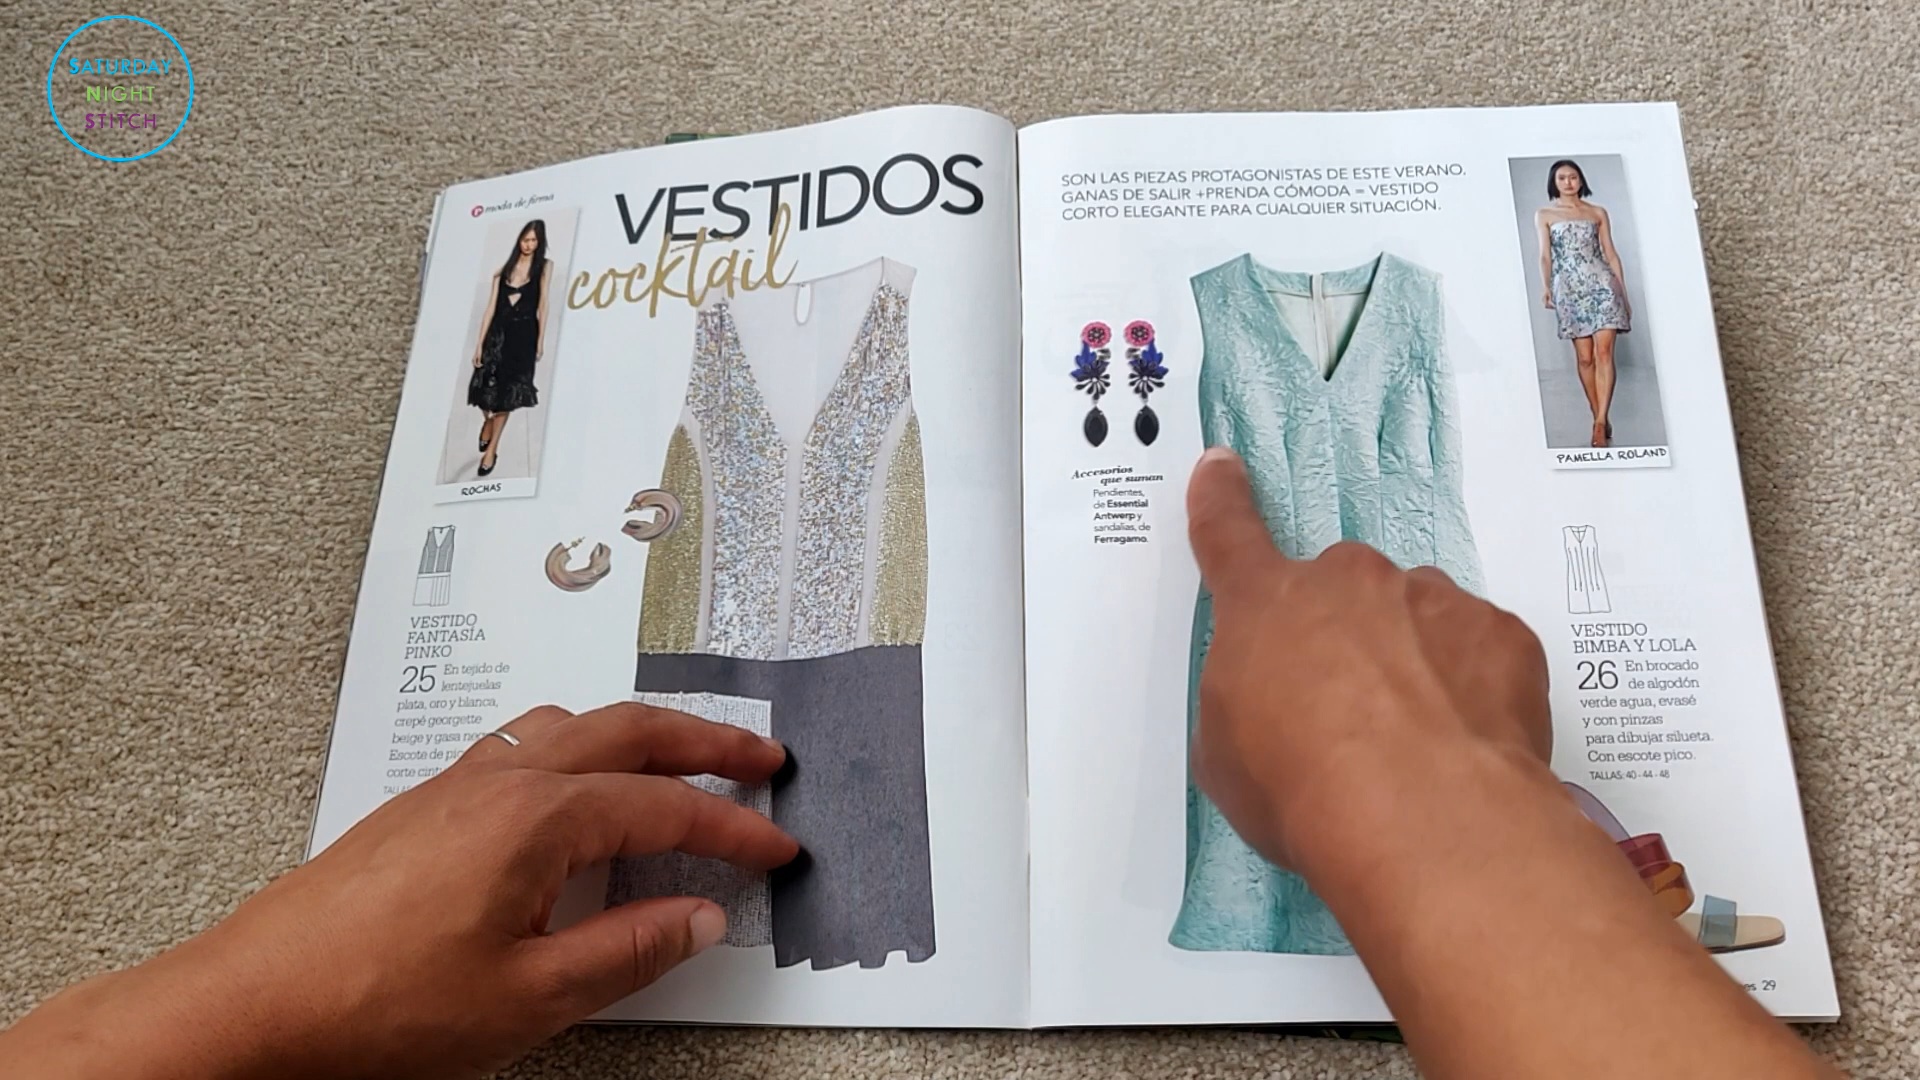 SATURDAY
NIGHT
STITCH
moda de firma
VESTIDOS
cocktail
ROCHAS
VESTIDO
FANTASÍA
PINKO
25 En tejido de
lentejuelas
plata, oro y blanca,
crepé georgette
beige y gasa
Escote de
corte
SON LAS PIEZAS PROTAGONISTAS DE ESTE VERANO.
GANAS DE SALIR +PRENDA CÓMODA = VESTIDO
CORTO ELEGANTE PARA CUALQUIER SITUACIÓN.
PAMELLA ROLAND
Accesorios
que suman
Pendientes,
de Essential
Antwerp y
sandalias, de
Ferragamo.
VESTIDO
BIMBA Y LOLA
26 En brocado
de algodón
verde agua, evasé
y con pinzas
para dibujar silueta.
Con escote pico.
TALLAS: 40 - 44 - 48
29